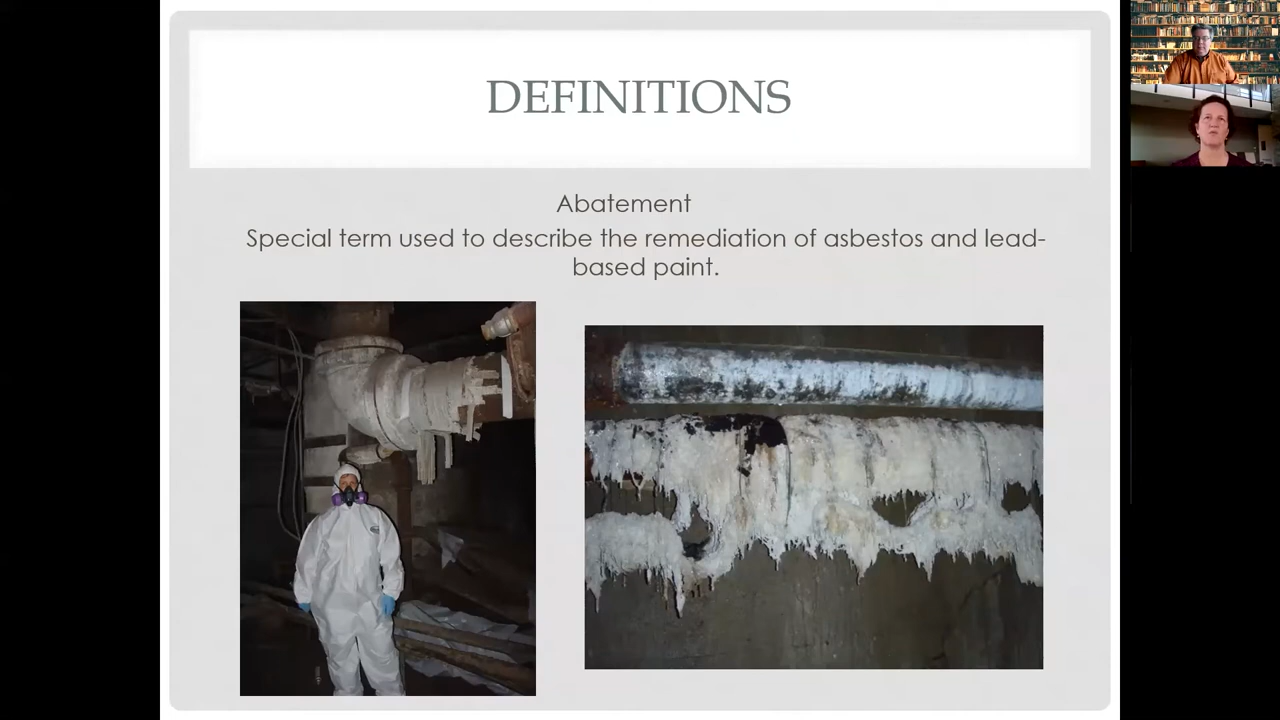 DEFINITIONS
Abatement
Special term used to describe the remediation of asbestos and lead-
based paint.